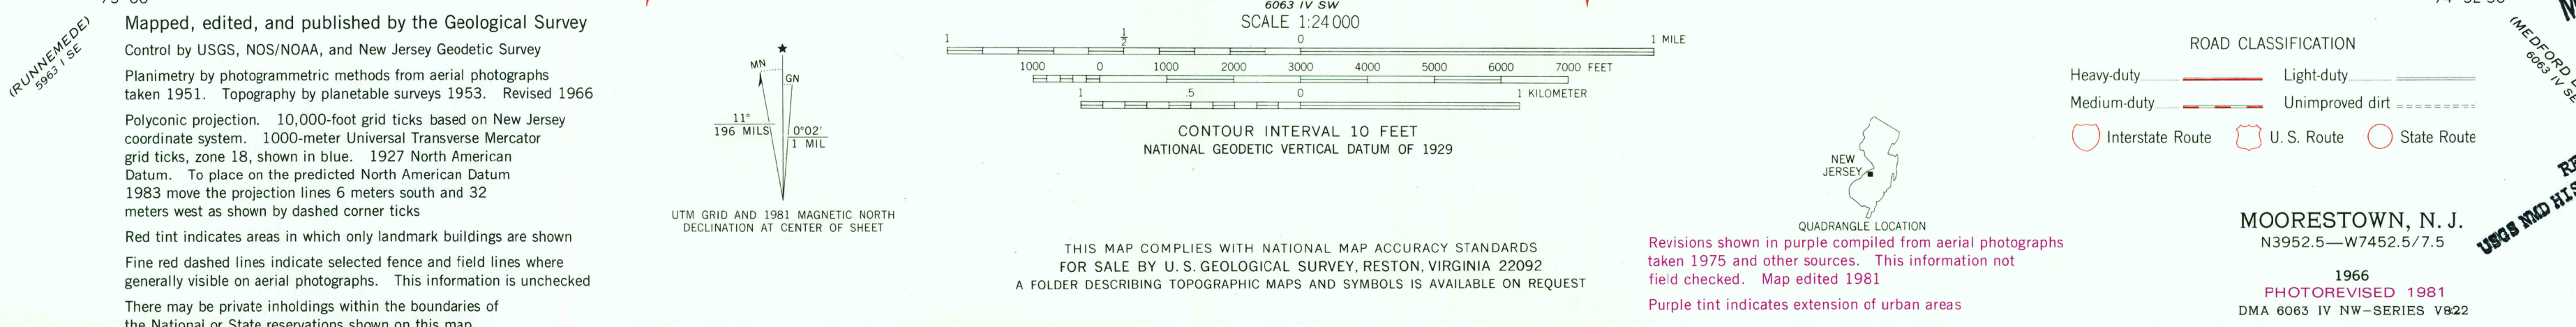 (RUNNEMEDE)
5963 I SE
Mapped, edited, and published by the Geological Survey
Control by USGS, NOS/NOAA, and New Jersey Geodetic Survey
Planimetry by photogrammetric methods from aerial photographs
taken 1951. Topography by planetable surveys 1953. Revised 1966
Polyconic projection. 10,000-foot grid ticks based on New Jersey
coordinate system. 1000-meter Universal Transverse Mercator
grid ticks, zone 18, shown in blue. 1927 North American
Datum. To place on the predicted North American Datum
1983 move the projection lines 6 meters south and 32
meters west as shown by dashed corner ticks
Red tint indicates areas in which only landmark buildings are shown
Fine red dashed lines indicate selected fence and field lines where
generally visible on aerial photographs. This information is unchecked
There may be private inholdings within the boundaries of
the National or State reservations shown on this map
MN
GN
11°
196 MILS
0°02'
1 MIL
UTM GRID AND 1981 MAGNETIC NORTH
DECLINATION AT CENTER OF SHEET
6063 IV SW
SCALE 1:24 000
1 ½ 0 1 MILE
1000 0 1000 2000 3000 4000 5000 6000 7000 FEET
1 .5 0 1 KILOMETER
CONTOUR INTERVAL 10 FEET
NATIONAL GEODETIC VERTICAL DATUM OF 1929
THIS MAP COMPLIES WITH NATIONAL MAP ACCURACY STANDARDS
FOR SALE BY U. S. GEOLOGICAL SURVEY, RESTON, VIRGINIA 22092
A FOLDER DESCRIBING TOPOGRAPHIC MAPS AND SYMBOLS IS AVAILABLE ON REQUEST
NEW
JERSEY
QUADRANGLE LOCATION
Revisions shown in purple compiled from aerial photographs
taken 1975 and other sources. This information not
field checked. Map edited 1981
Purple tint indicates extension of urban areas
ROAD CLASSIFICATION
Heavy-duty Light-duty
Medium-duty Unimproved dirt
Interstate Route U. S. Route State Route
(MEDFORD
6063 IV SE
USGS NMD
MOORESTOWN, N. J.
N3952.5—W7452.5/7.5
1966
PHOTOREVISED 1981
DMA 6063 IV NW-SERIES V822